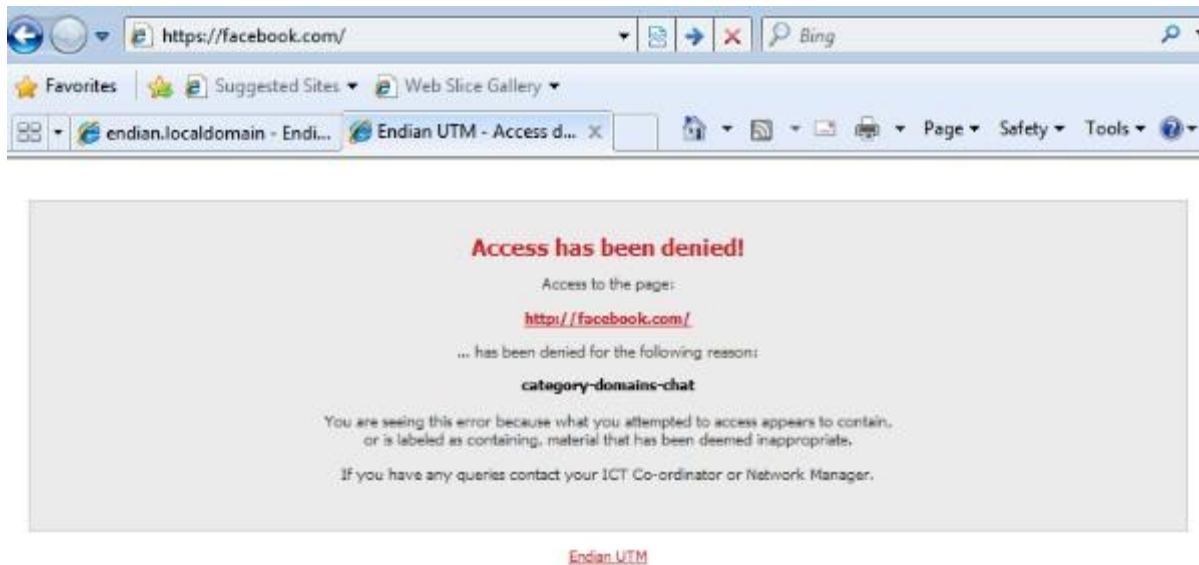 https://facebook.com/
Bing
Favorites Suggested Sites Web Slice Gallery
endian.localdomain - Endi... Endian UTM - Access d... Page Safety Tools
Access has been denied!
Access to the page:
http://facebook.com/
... has been denied for the following reason:
category-domains-chat
You are seeing this error because what you attempted to access appears to contain,
or is labeled as containing, material that has been deemed inappropriate.
If you have any queries contact your ICT Co-ordinator or Network Manager.
Endian UTM